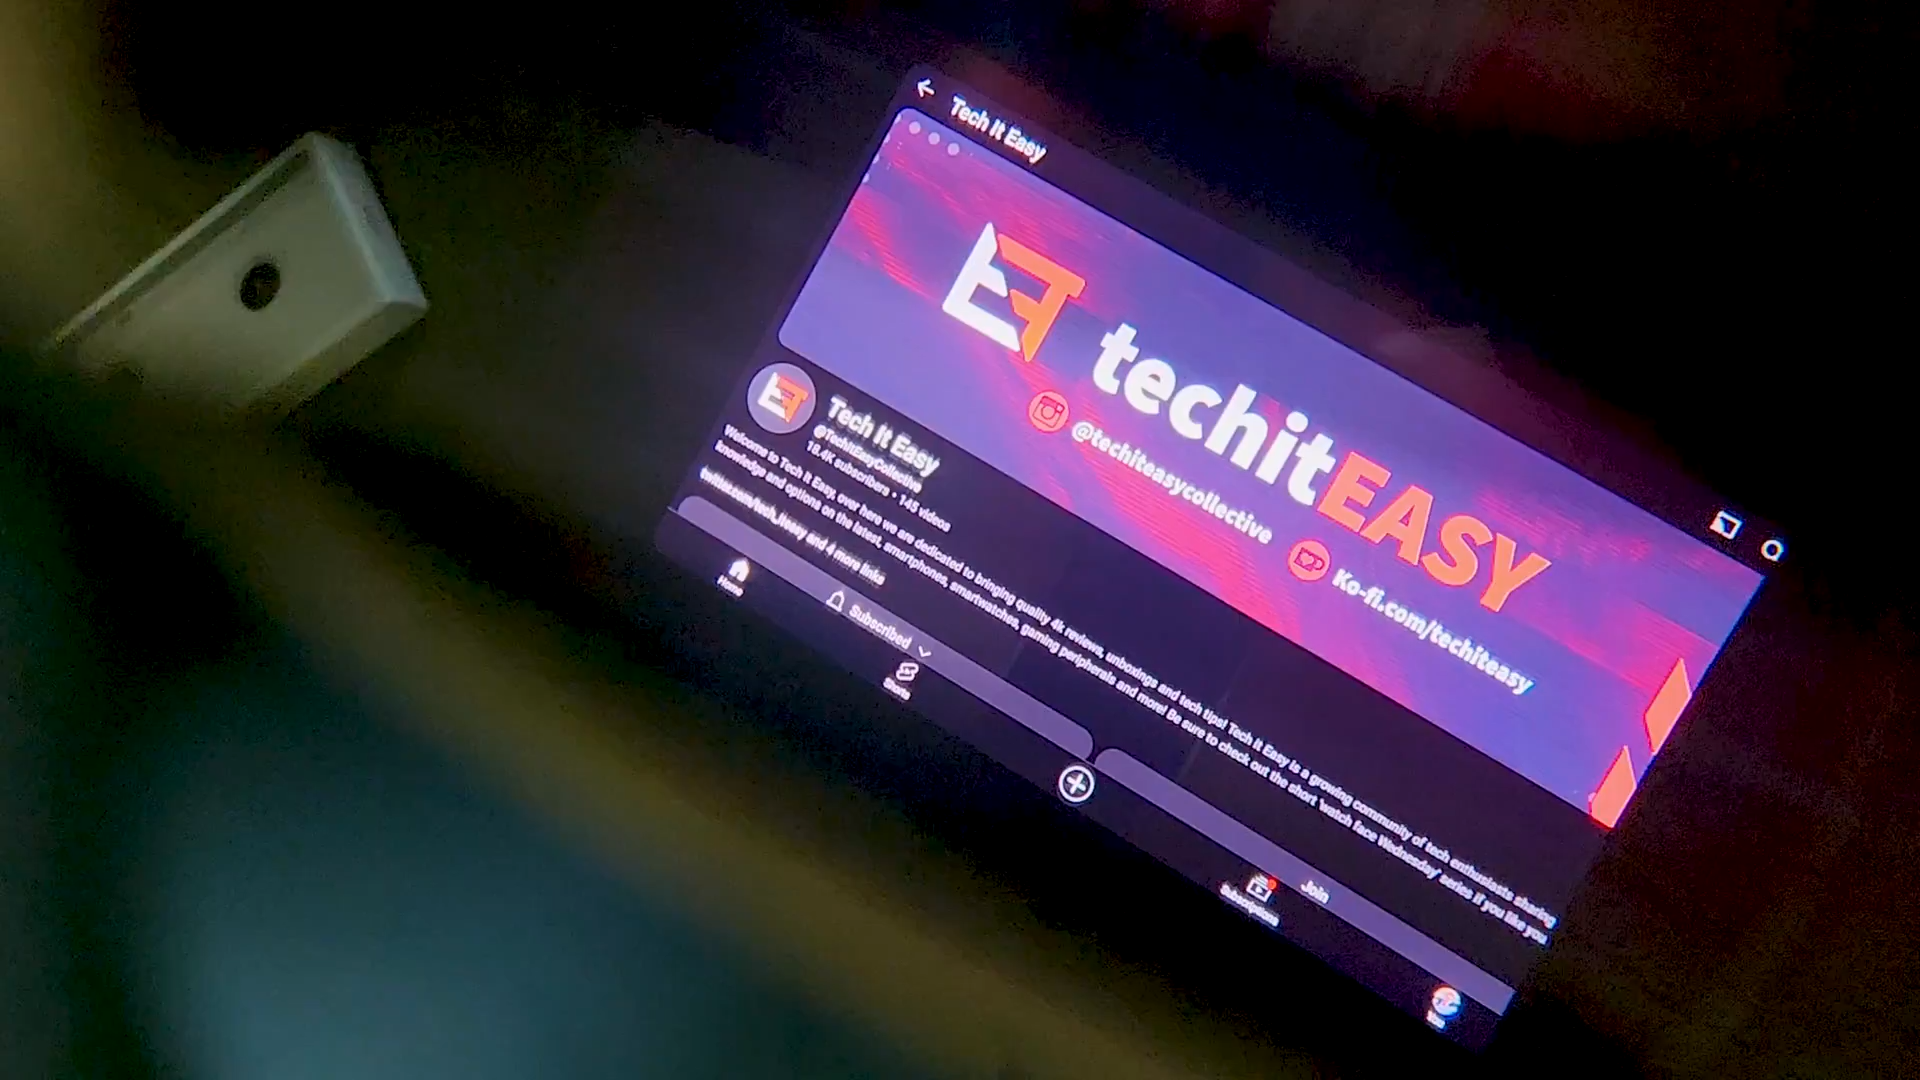 Tech It Easy
techitEASY
@techiteasycollective
Ko-fi.com/techiteasy
Tech It Easy
@TechItEasyCollective
18.4K subscribers • 145 videos
Welcome to Tech It Easy, over here we are dedicated to bringing quality 4k reviews, unboxings and tech tips! Tech It Easy is a growing community of tech enthusiasts sharing
knowledge and options on the latest, smartphones, smartwatches, gaming peripherals and more! Be sure to check out the short 'watch face Wednesday' series if you like you
and 4 more links
Subscribed
Join
Home
Shorts
Subscriptions
You